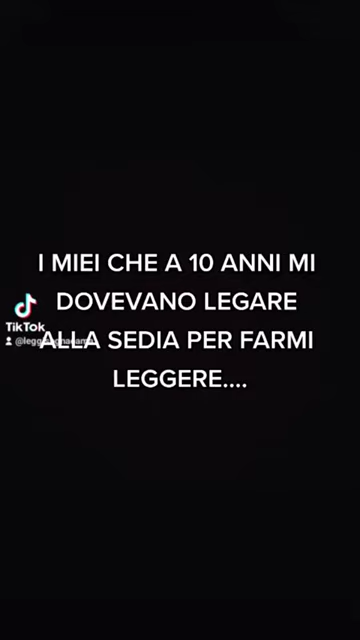 I MIEI CHE A 10 ANNI MI
DOVEVANO LEGARE
ALLA SEDIA PER FARMI
LEGGERE....
TikTok